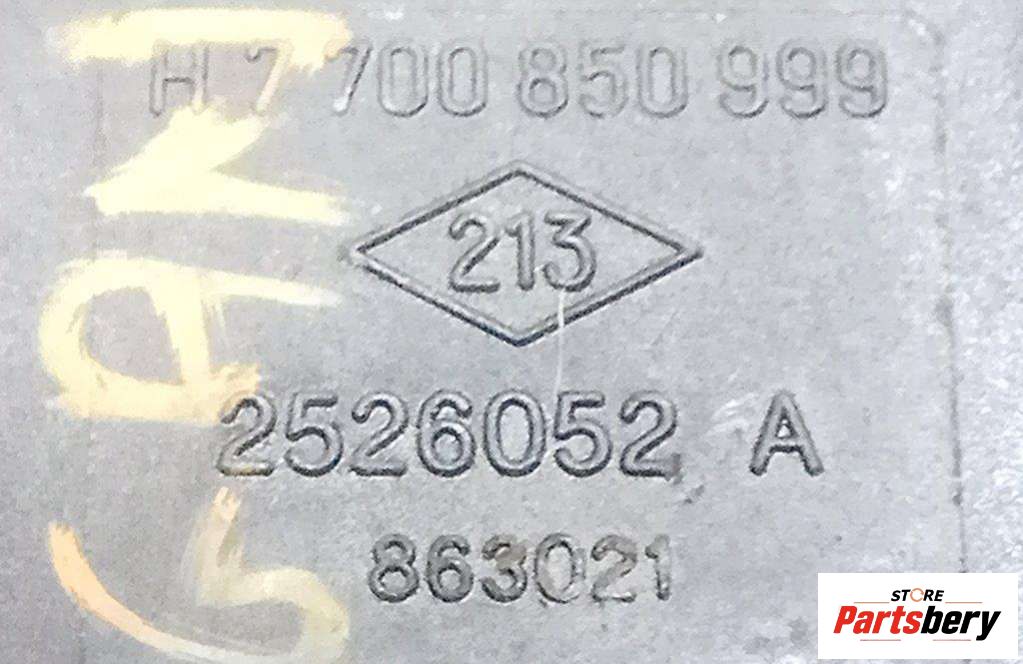 H 7 700 850 999
213
2526052 A
863021
STORE
Partsbery